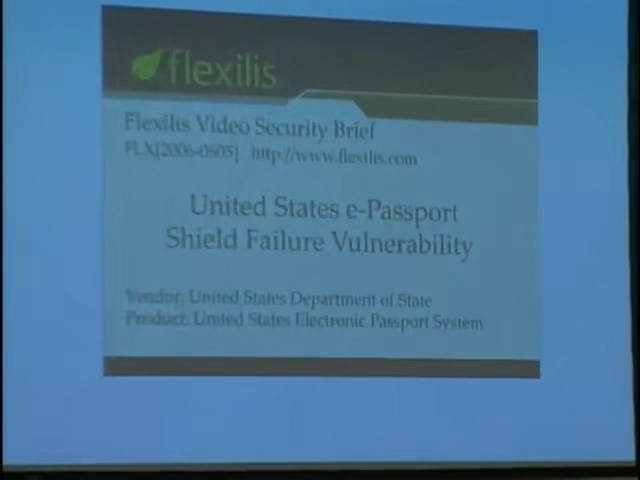 flexilis
Flexilis Video Security Brief
FLX[2006-0605] http://www.flexilis.com
United States e-Passport
Shield Failure Vulnerability
Vendor: United States Department of State
Product: United States Electronic Passport System